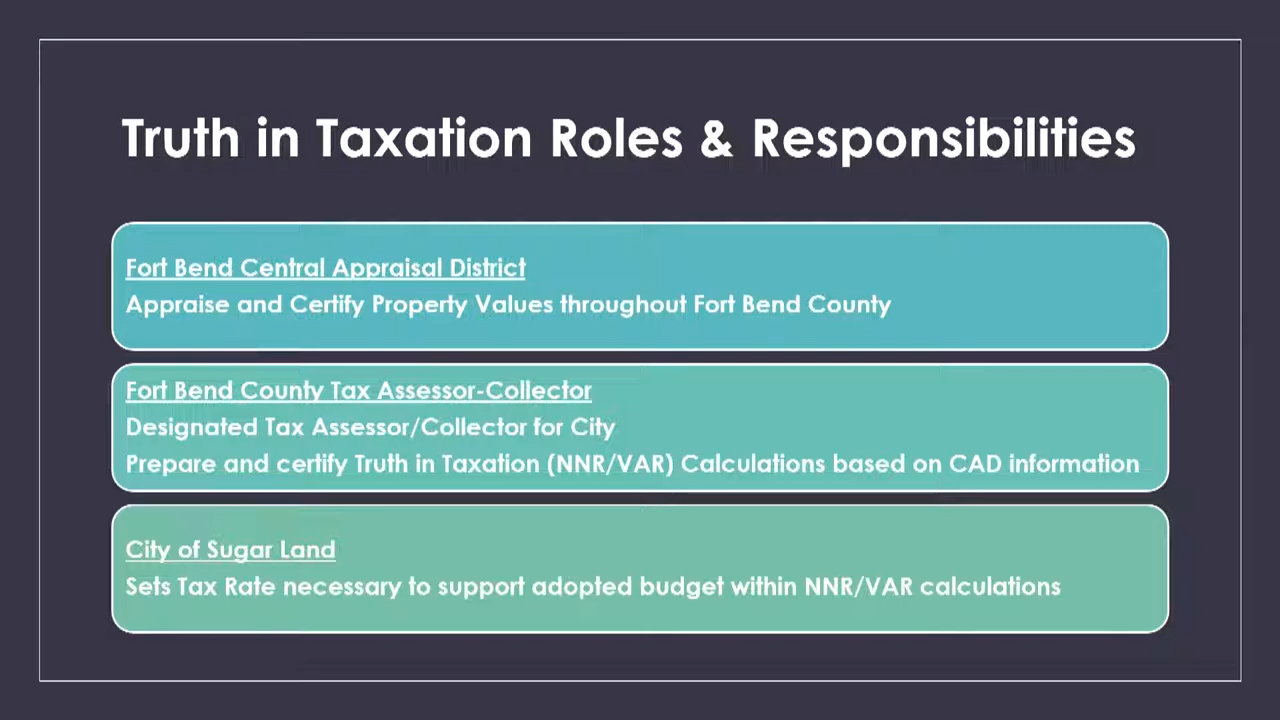 Truth in Taxation Roles & Responsibilities
Fort Bend Central Appraisal District
Appraise and Certify Property Values throughout Fort Bend County
Fort Bend County Tax Assessor-Collector
Designated Tax Assessor/Collector for City
Prepare and certify Truth in Taxation (NNR/VAR) Calculations based on CAD information
City of Sugar Land
Sets Tax Rate necessary to support adopted budget within NNR/VAR calculations